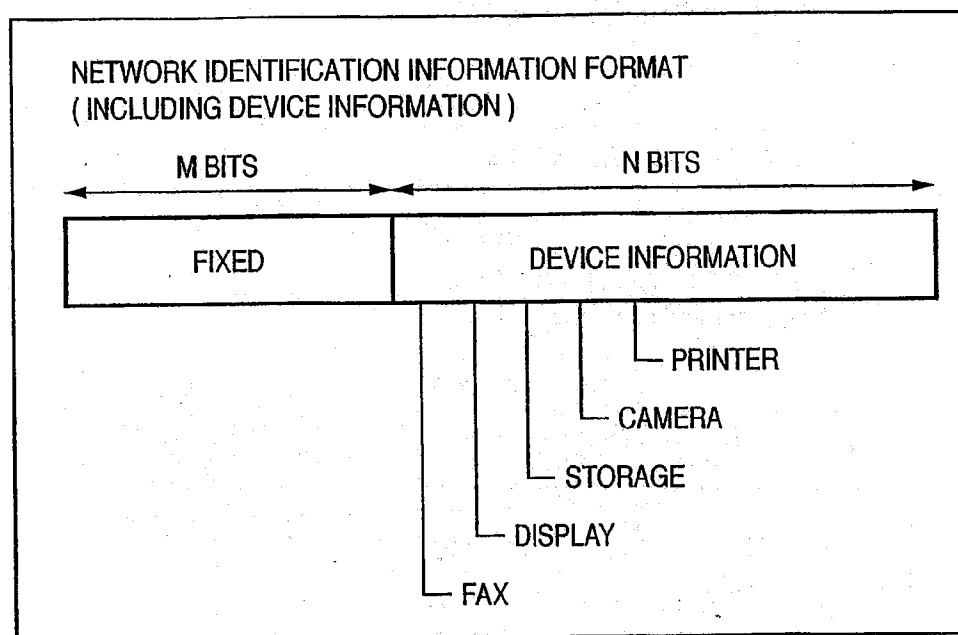 NETWORK IDENTIFICATION INFORMATION FORMAT
( INCLUDING DEVICE INFORMATION )
M BITS
N BITS
FIXED
DEVICE INFORMATION
PRINTER
CAMERA
STORAGE
DISPLAY
FAX